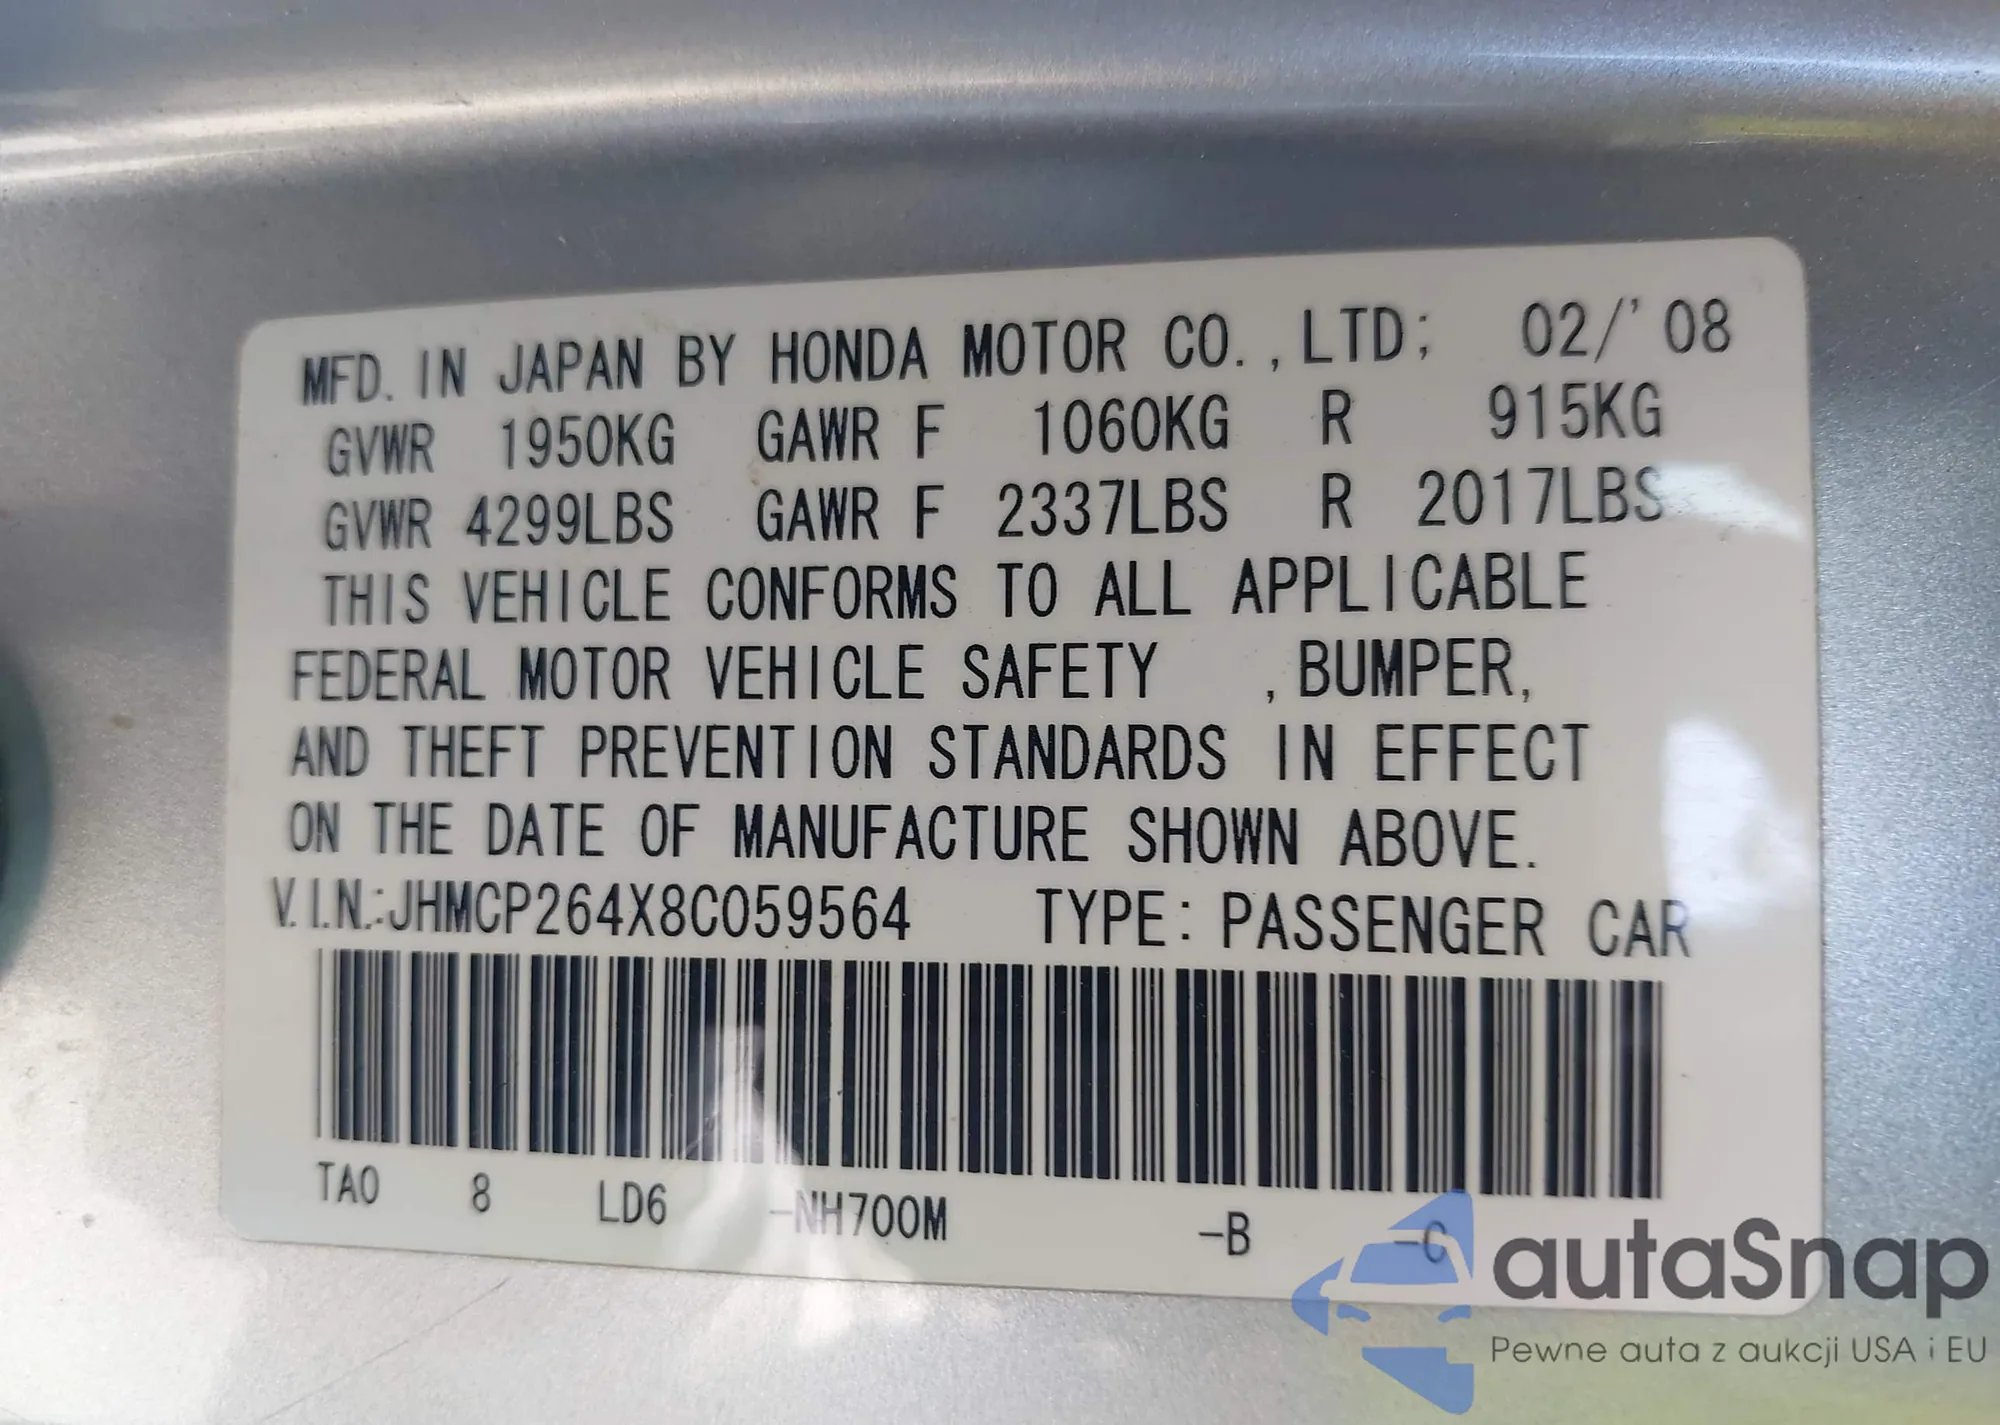 MFD. IN JAPAN BY HONDA MOTOR CO.,LTD; 02/'08
GVWR 1950KG GAWR F 1060KG R 915KG
GVWR 4299LBS GAWR F 2337LBS R 2017LBS
THIS VEHICLE CONFORMS TO ALL APPLICABLE
FEDERAL MOTOR VEHICLE SAFETY ,BUMPER,
AND THEFT PREVENTION STANDARDS IN EFFECT
ON THE DATE OF MANUFACTURE SHOWN ABOVE.
V.I.N.:JHMCP264X8C059564 TYPE: PASSENGER CAR
TA0 8 LD6 -NH700M -B -C
autaSnap
Pewne auta z aukcji USA i EU